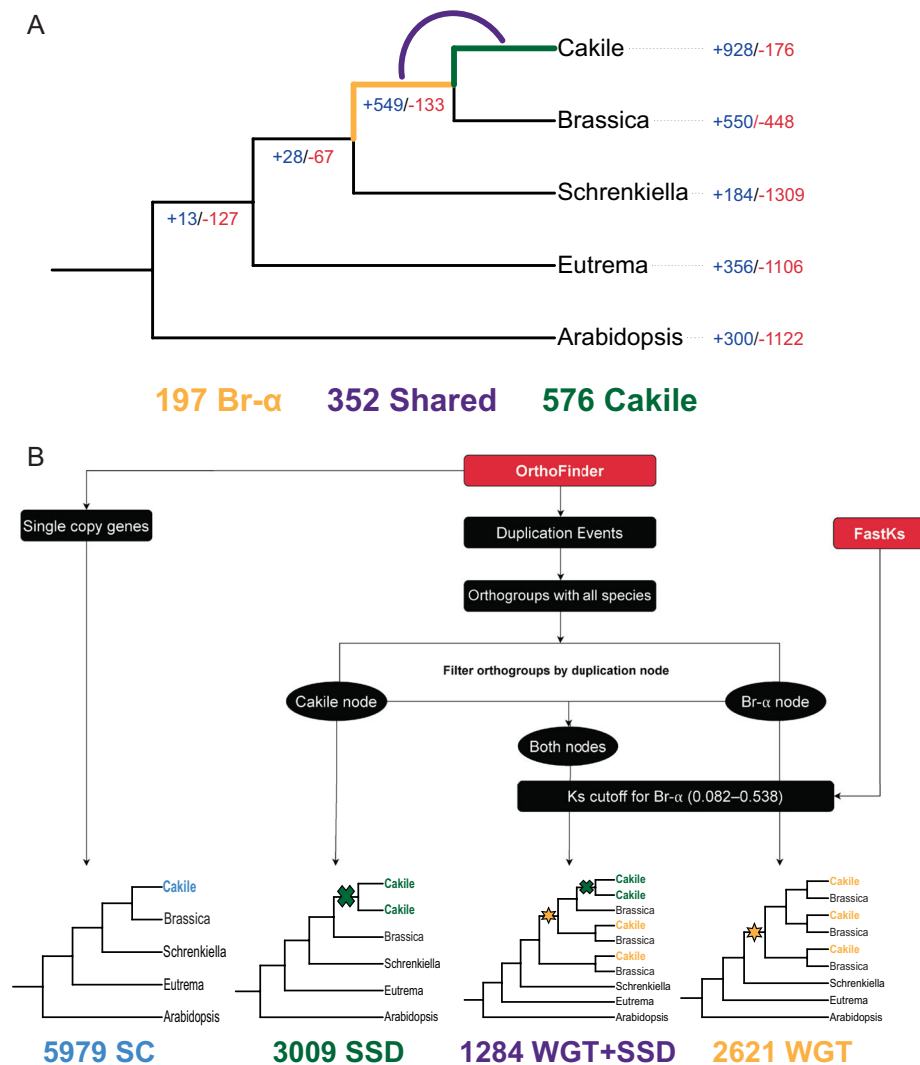 A
Cakile +928/-176
+549/-133
Brassica +550/-448
+28/-67
Schrenkiella +184/-1309
+13/-127
Eutrema +356/-1106
Arabidopsis +300/-1122
197 Br-α 352 Shared 576 Cakile
B
OrthoFinder
Single copy genes
Duplication Events
FastKs
Orthogroups with all species
Filter orthogroups by duplication node
Cakile node
Br-α node
Both nodes
Ks cutoff for Br-α (0.082–0.538)
Cakile
Brassica
Schrenkiella
Eutrema
Arabidopsis
5979 SC
Cakile
Cakile
Brassica
Schrenkiella
Eutrema
Arabidopsis
3009 SSD
Cakile
Cakile
Brassica
Cakile
Brassica
Cakile
Brassica
Schrenkiella
Eutrema
Arabidopsis
1284 WGT+SSD
Cakile
Brassica
Cakile
Brassica
Cakile
Brassica
Schrenkiella
Eutrema
Arabidopsis
2621 WGT